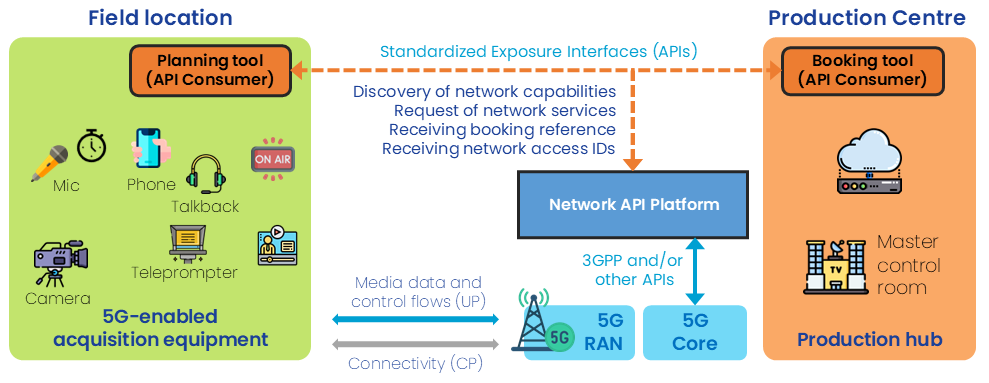 Field location
Production Centre
Planning tool
(API Consumer)
Standardized Exposure Interfaces (APIs)
Booking tool
(API Consumer)
Discovery of network capabilities
Request of network services
Receiving booking reference
Receiving network access IDs
ON AIR
Mic
Phone
Talkback
Network API Platform
Teleprompter
Camera
3GPP and/or
other APIs
TV
Master
control
room
Media data and
control flows (UP)
5G
5G
RAN
5G
Core
5G-enabled
acquisition equipment
Connectivity (CP)
Production hub